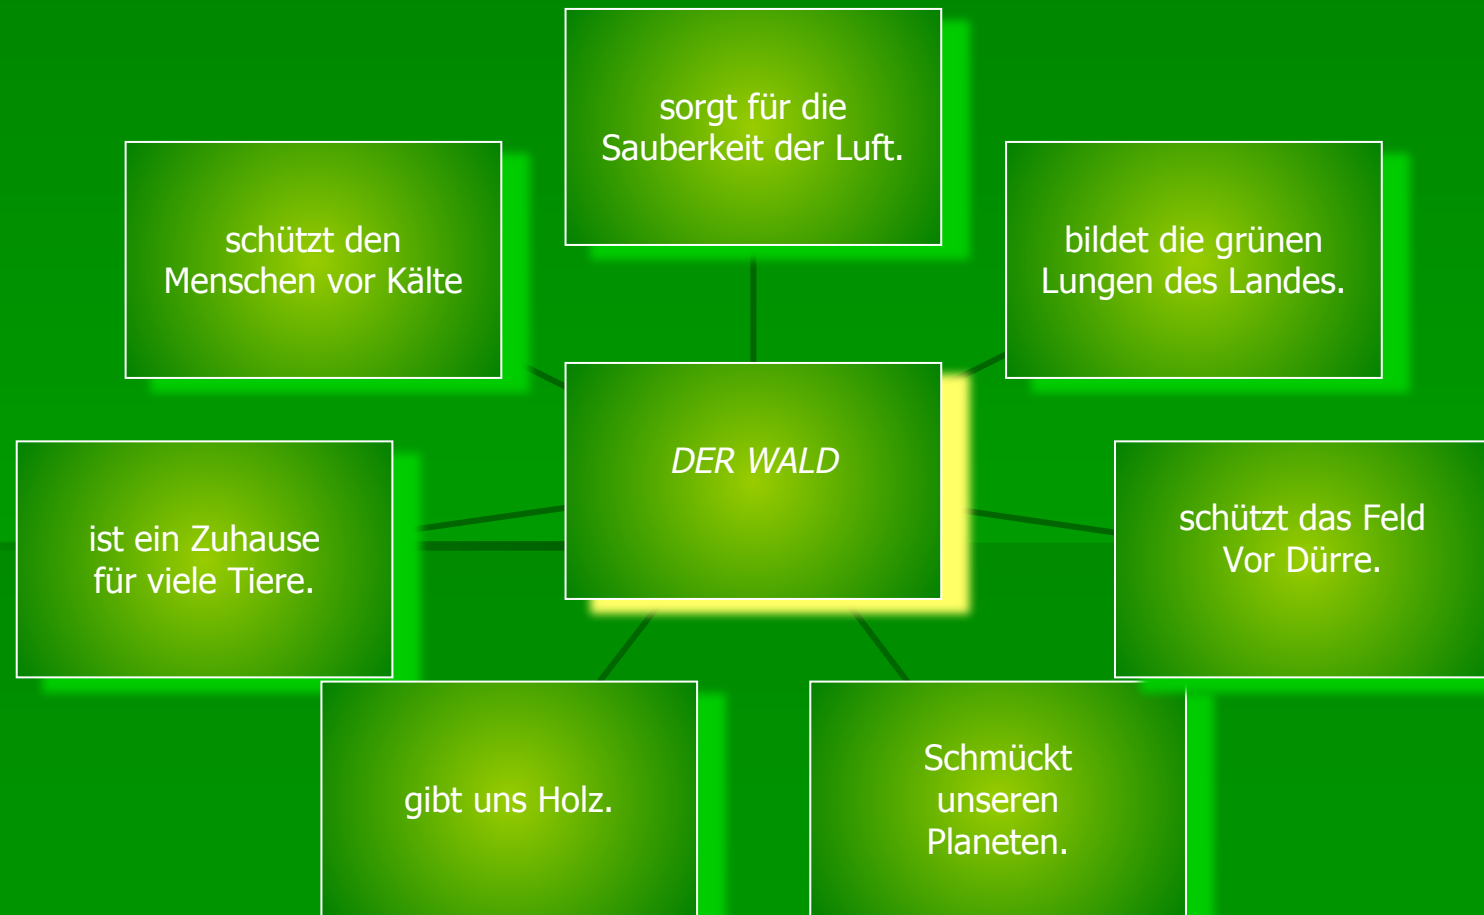 sorgt für die
Sauberkeit der Luft.
schützt den
Menschen vor Kälte
bildet die grünen
Lungen des Landes.
DER WALD
ist ein Zuhause
für viele Tiere.
schützt das Feld
Vor Dürre.
gibt uns Holz.
Schmückt
unseren
Planeten.